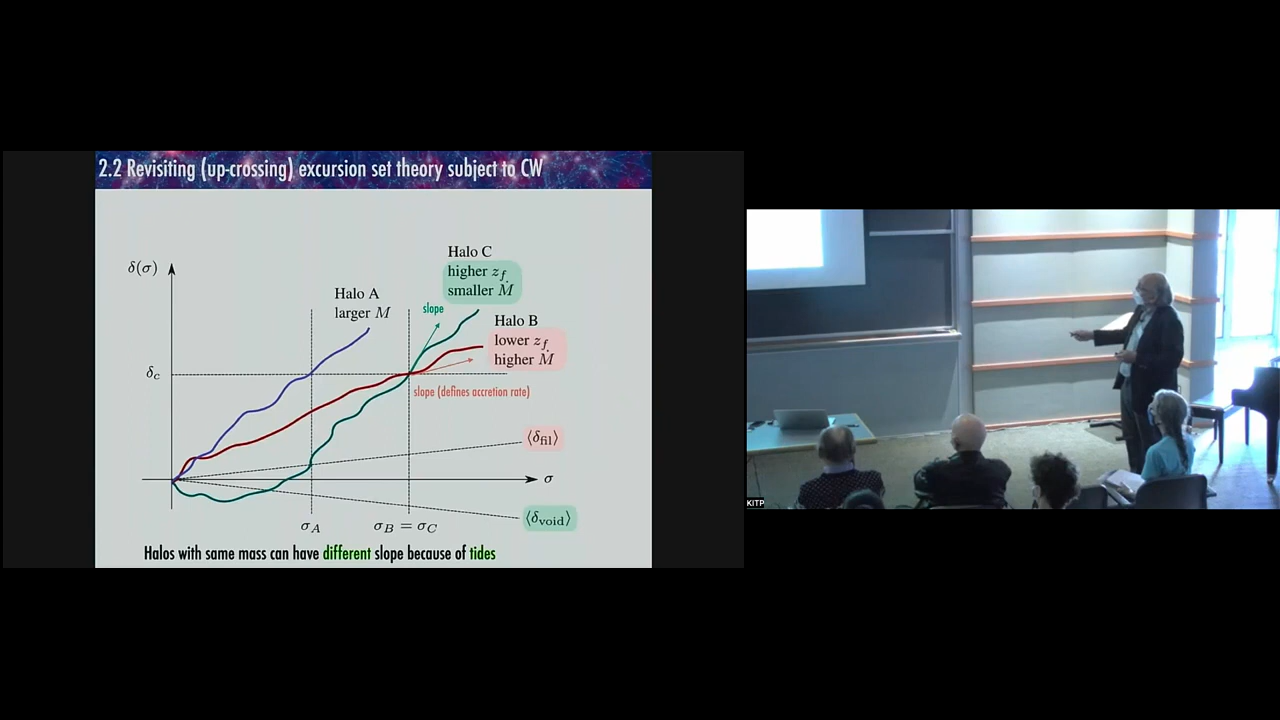 2.2 Revisiting (up-crossing) excursion set theory subject to CW
δ(σ)
Halo C
higher z_f
smaller Ṁ
Halo A
larger M
slope
Halo B
lower z_f
higher Ṁ
δ_c
slope (defines accretion rate)
⟨δ_fil⟩
σ
⟨δ_void⟩
σ_A
σ_B = σ_C
Halos with same mass can have different slope because of tides
KITP